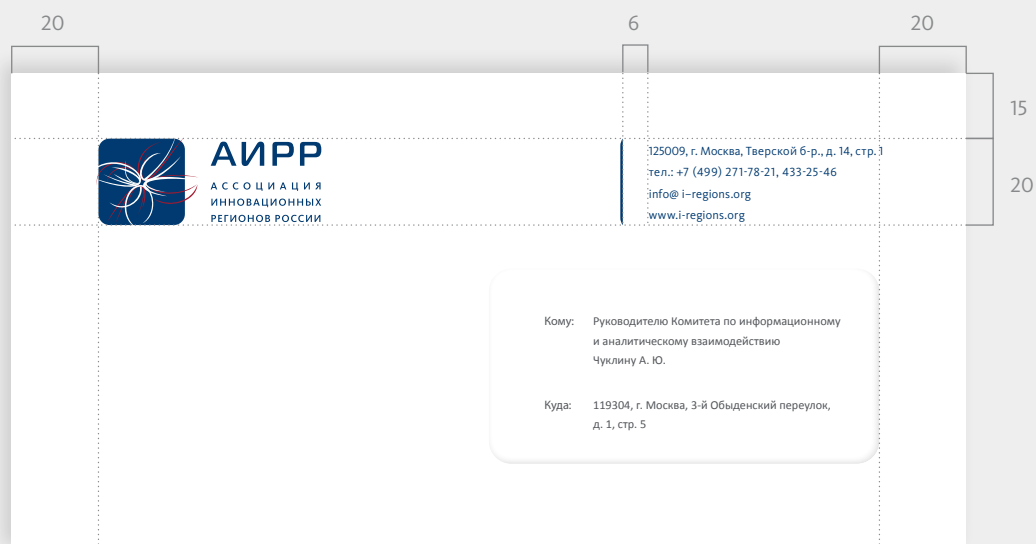 20
6
20
15
20
АИРР
АССОЦИАЦИЯ
ИННОВАЦИОННЫХ
РЕГИОНОВ РОССИИ
125009, г. Москва, Тверской б-р., д. 14, стр. 1
тел.: +7 (499) 271-78-21, 433-25-46
info@ i-regions.org
www.i-regions.org
Кому: Руководителю Комитета по информационному
и аналитическому взаимодействию
Чуклину А. Ю.
Куда: 119304, г. Москва, 3-й Обыденский переулок,
д. 1, стр. 5